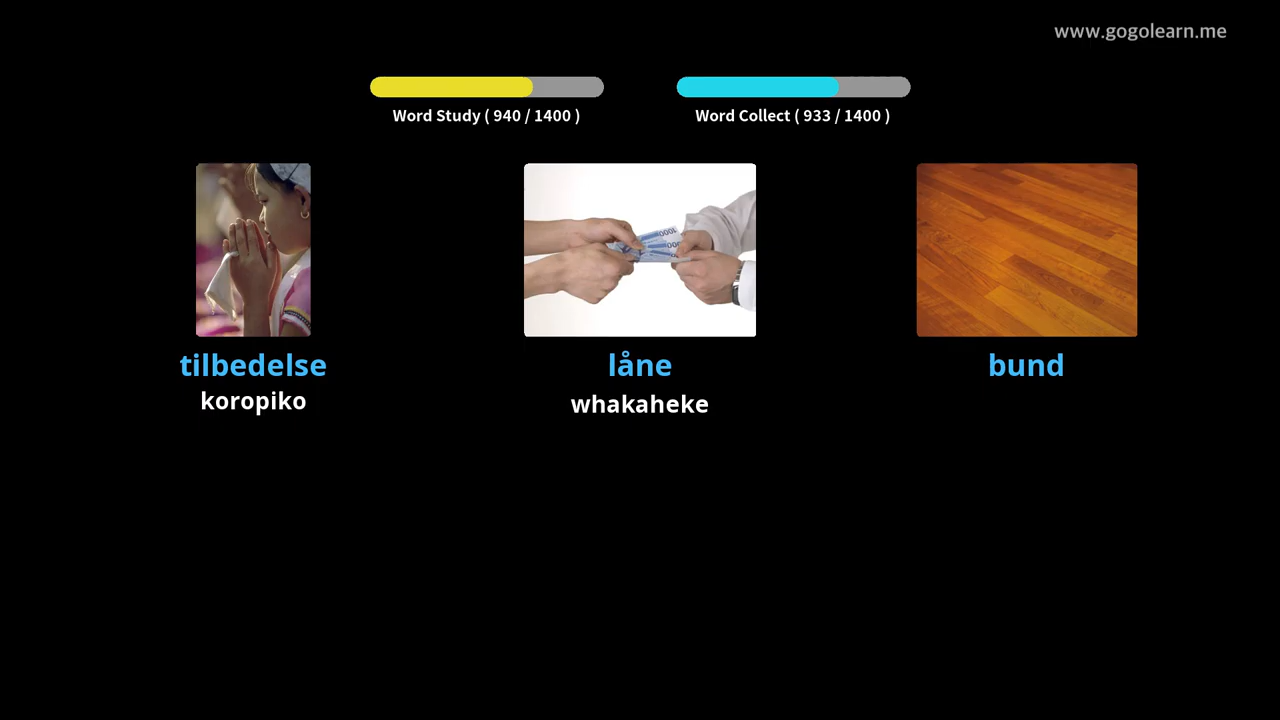 www.gogolearn.me
Word Study ( 940 / 1400 )
Word Collect ( 933 / 1400 )
tilbedelse
koropiko
låne
whakaheke
bund